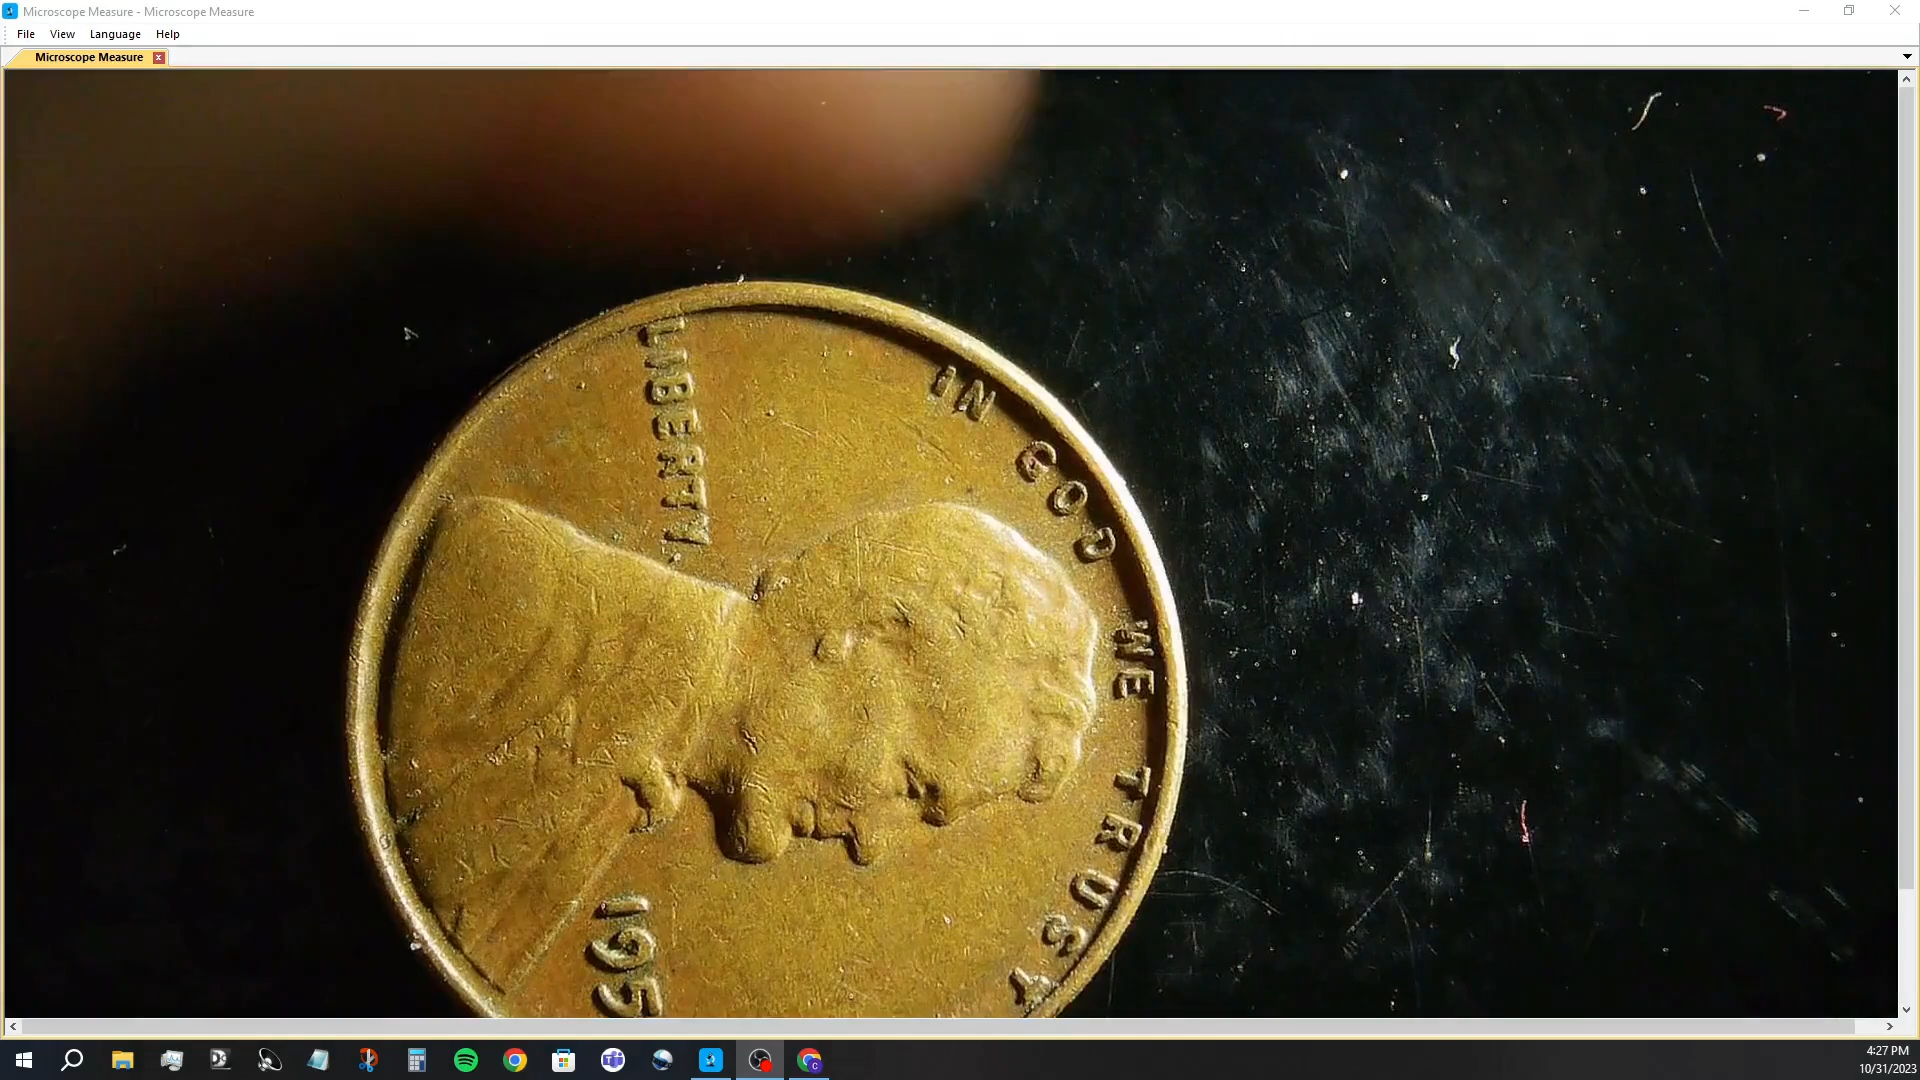 Microscope Measure - Microscope Measure
File View Language Help
Microscope Measure
LIBERTY
IN GOD WE TRUST
195
4:27 PM
10/31/2023